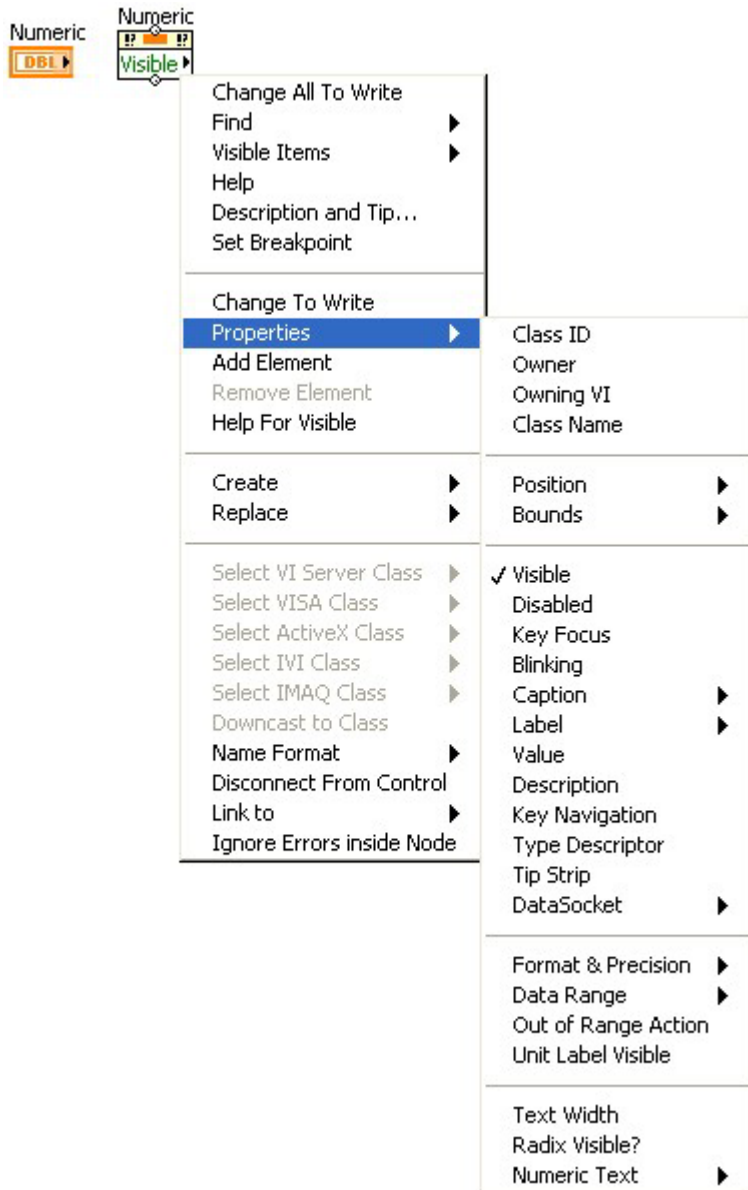 Numeric
DBL
Numeric
!? !?
Visible
Change All To Write
Find
Visible Items
Help
Description and Tip...
Set Breakpoint
Change To Write
Properties
Add Element
Remove Element
Help For Visible
Create
Replace
Select VI Server Class
Select VISA Class
Select ActiveX Class
Select IVI Class
Select IMAQ Class
Downcast to Class
Name Format
Disconnect From Control
Link to
Ignore Errors inside Node
Class ID
Owner
Owning VI
Class Name
Position
Bounds
Visible
Disabled
Key Focus
Blinking
Caption
Label
Value
Description
Key Navigation
Type Descriptor
Tip Strip
DataSocket
Format & Precision
Data Range
Out of Range Action
Unit Label Visible
Text Width
Radix Visible?
Numeric Text